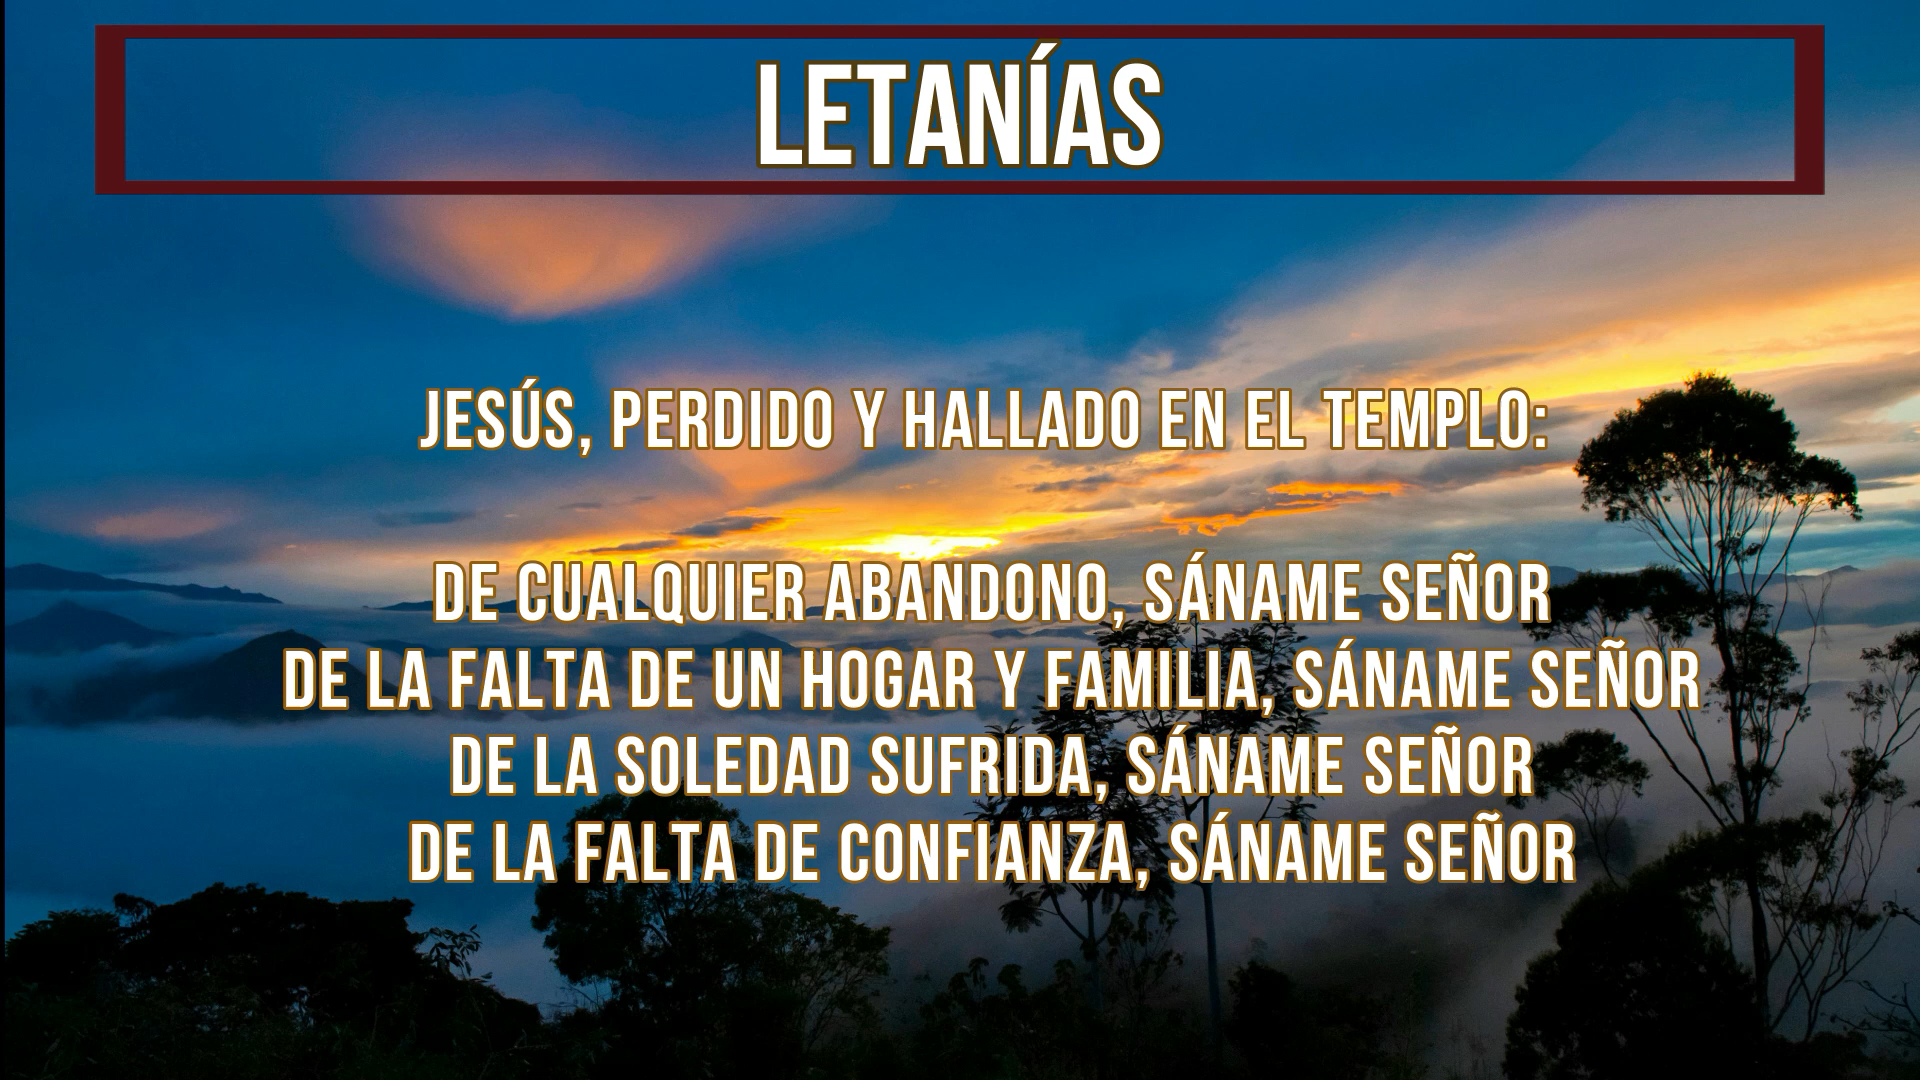 LETANÍAS
JESÚS, PERDIDO Y HALLADO EN EL TEMPLO:
DE CUALQUIER ABANDONO, SÁNAME SEÑOR
DE LA FALTA DE UN HOGAR Y FAMILIA, SÁNAME SEÑOR
DE LA SOLEDAD SUFRIDA, SÁNAME SEÑOR
DE LA FALTA DE CONFIANZA, SÁNAME SEÑOR